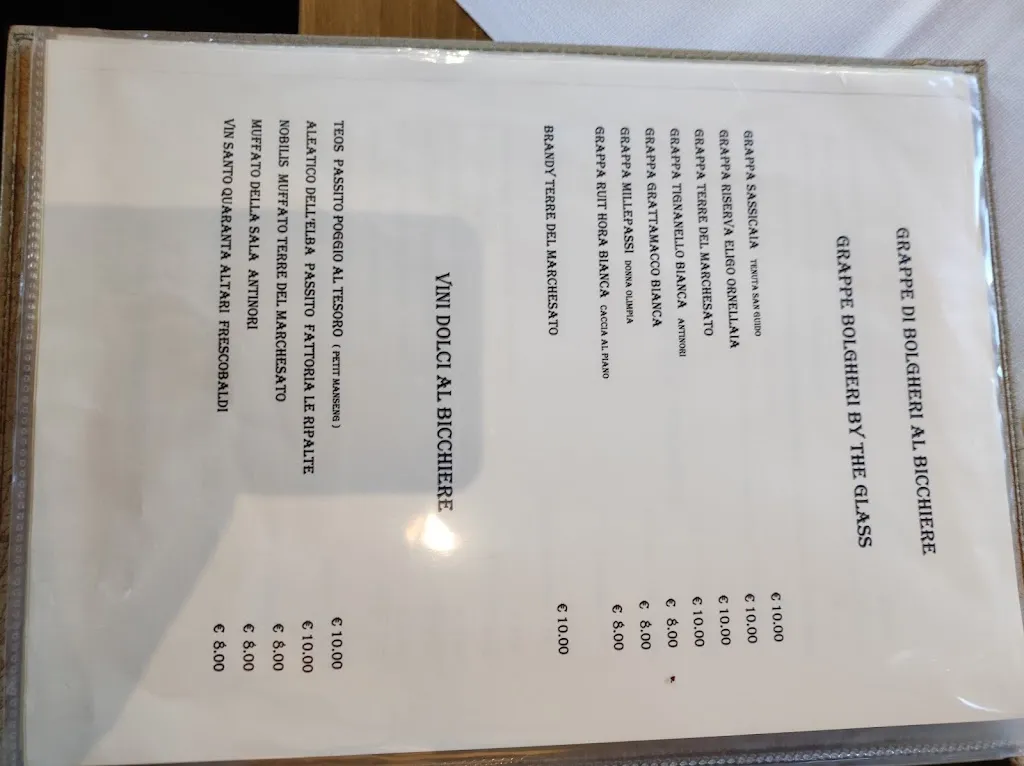 GRAPPE DI BOLGHERI AL BICCHIERE
GRAPPE BOLGHERI BY THE GLASS
GRAPPA SASSICAIA TENUTA SAN GUIDO € 10.00
GRAPPA RISERVA ELIGO ORNELLAIA € 10.00
GRAPPA TERRE DEL MARCHESATO € 10.00
GRAPPA TIGNANELLO BIANCA ANTINORI € 10.00
GRAPPA GRATTAMACCO BIANCA € 8.00
GRAPPA MILLEPASSI DONNA OLIMPIA € 8.00
GRAPPA RUIT HORA BIANCA CACCIA AL PIANO € 8.00
BRANDY TERRE DEL MARCHESATO € 10.00
VINI DOLCI AL BICCHIERE
TEOS PASSITO POGGIO AL TESORO ( PETIT MANSENG ) € 10.00
ALEATICO DELL'ELBA PASSITO FATTORIA LE RIPALTE € 10.00
NOBILIS MUFFATO TERRE DEL MARCHESATO € 8.00
MUFFATO DELLA SALA ANTINORI € 8.00
VIN SANTO QUARANTA ALTARI FRESCOBALDI € 8.00